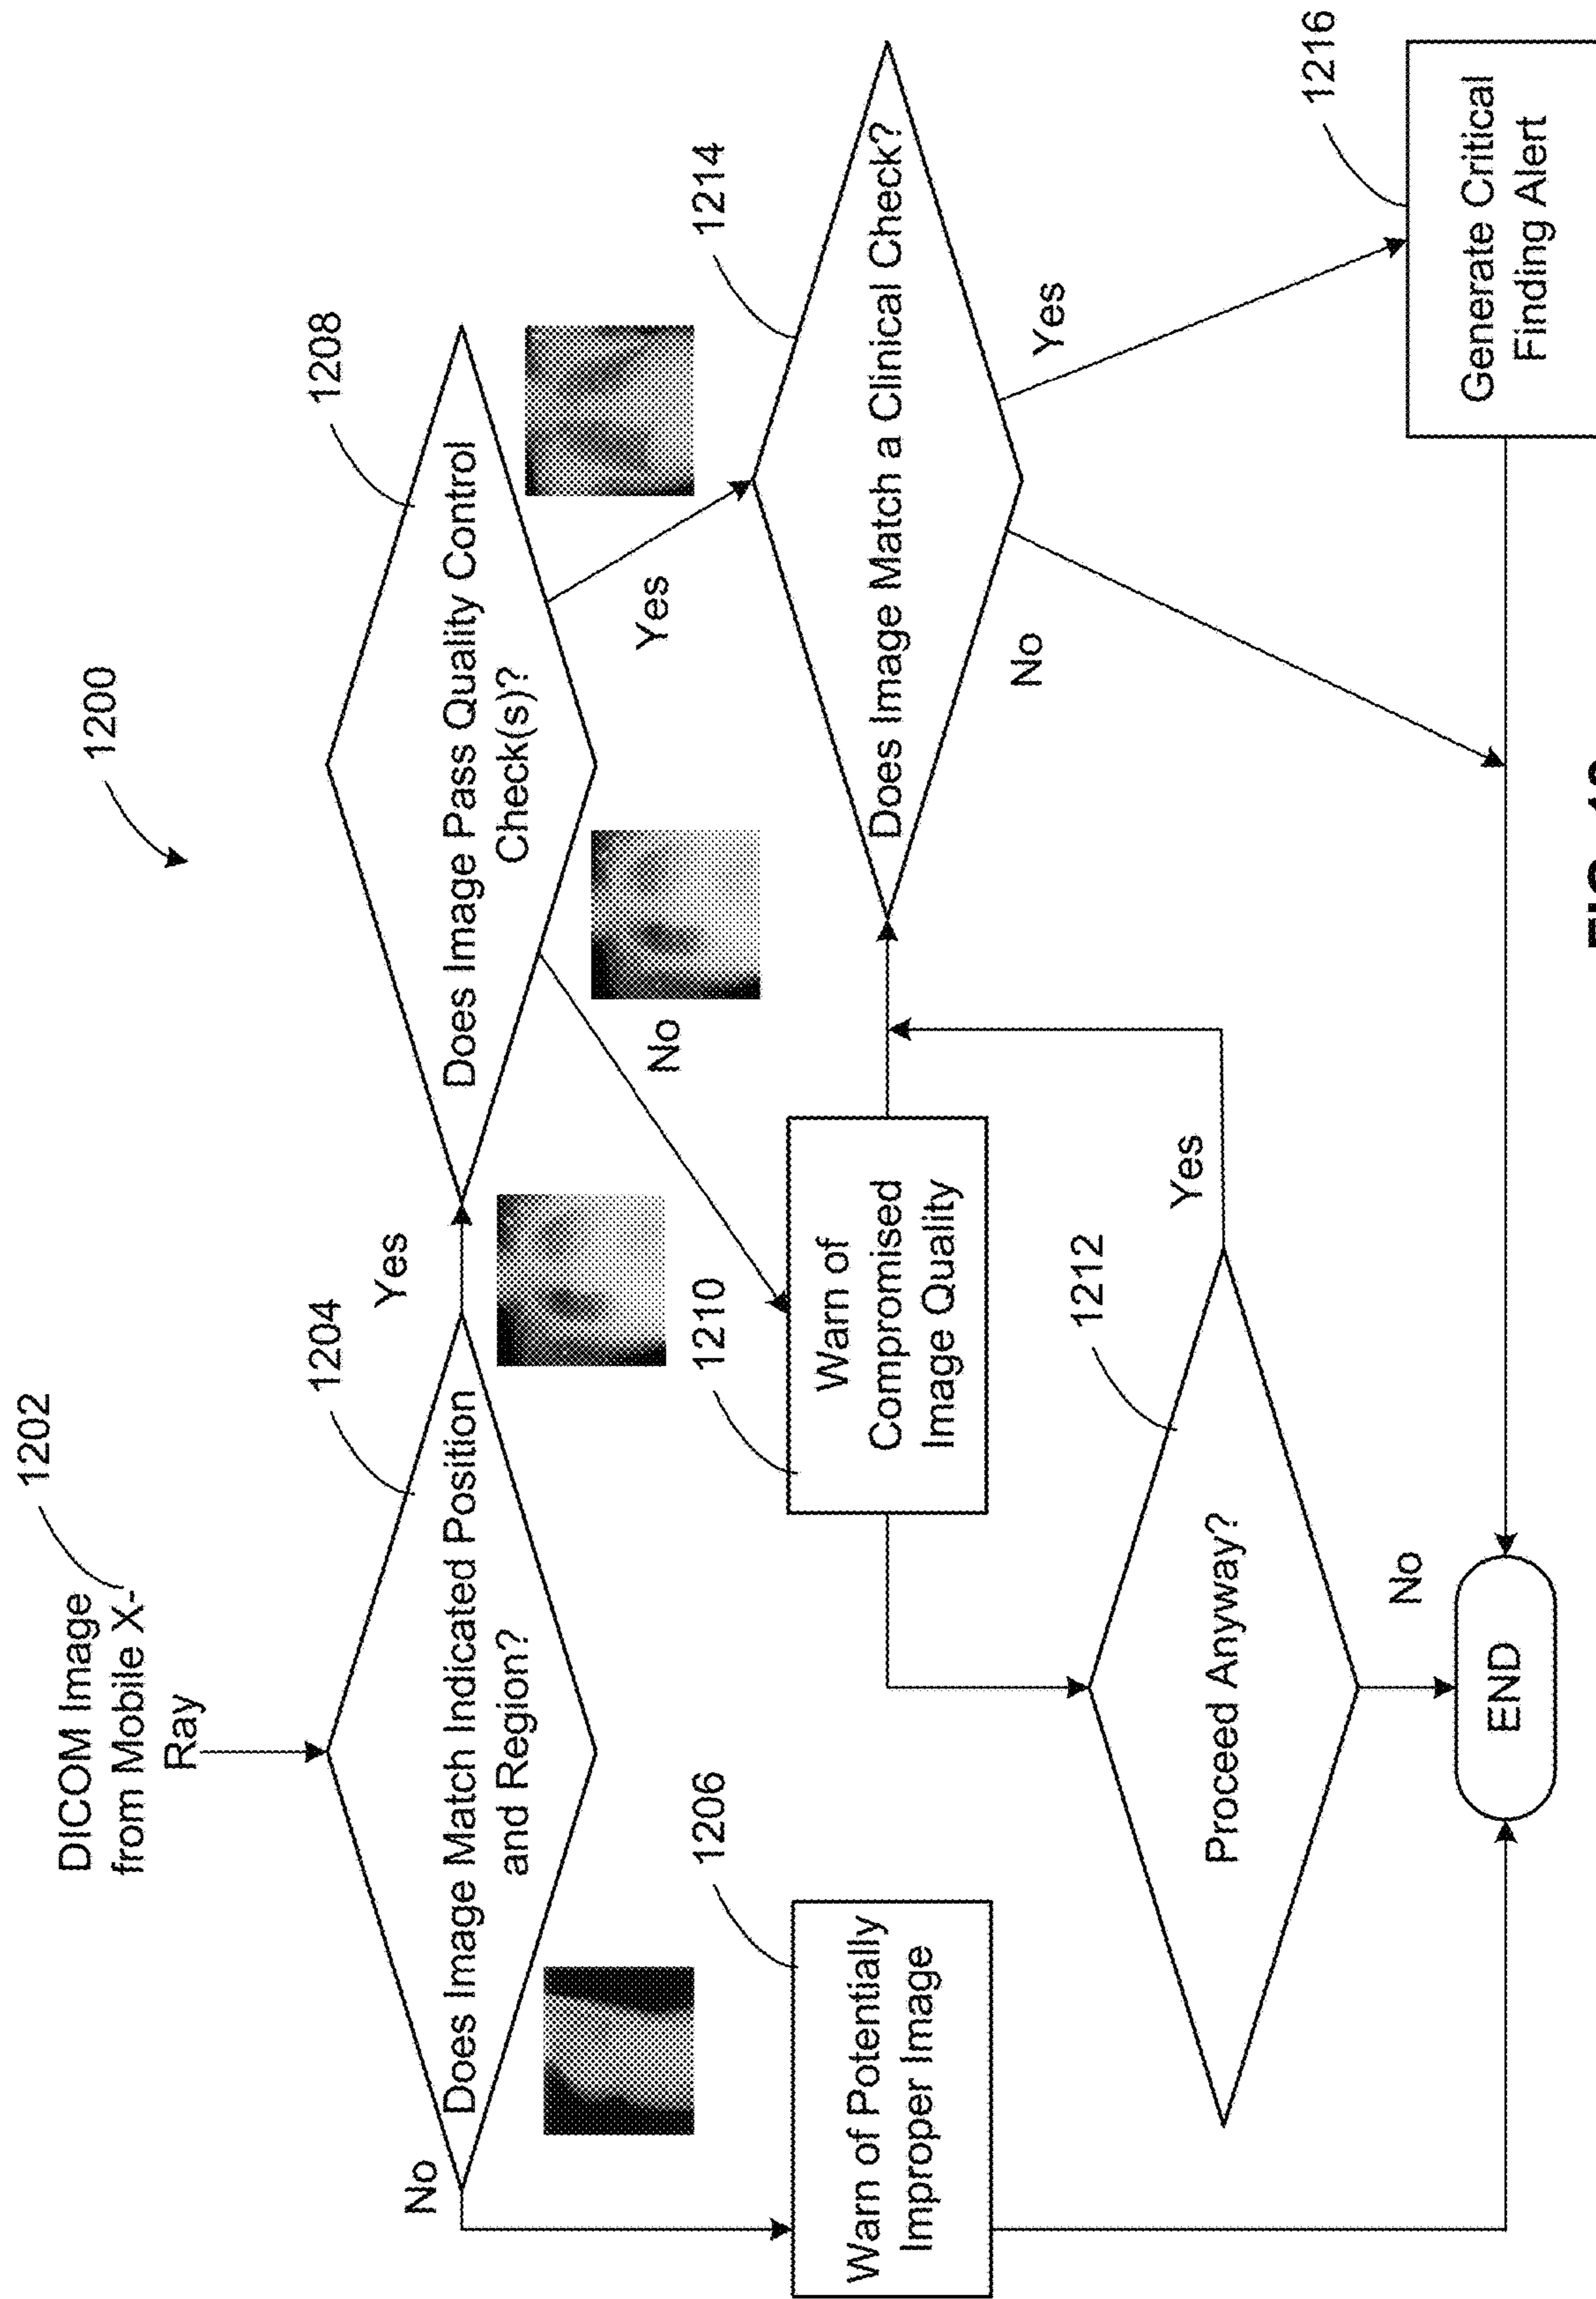 1200
1202
DICOM Image
from Mobile X-
Ray
1204
Does Image Match Indicated Position
and Region?
No
Yes
1208
Does Image Pass Quality Control
Check(s)?
No
Yes
1206
Warn of Potentially
Improper Image
1210
Warn of
Compromised
Image Quality
1214
Does Image Match a Clinical Check?
No
Yes
1212
Proceed Anyway?
Yes
No
1216
Generate Critical
Finding Alert
END